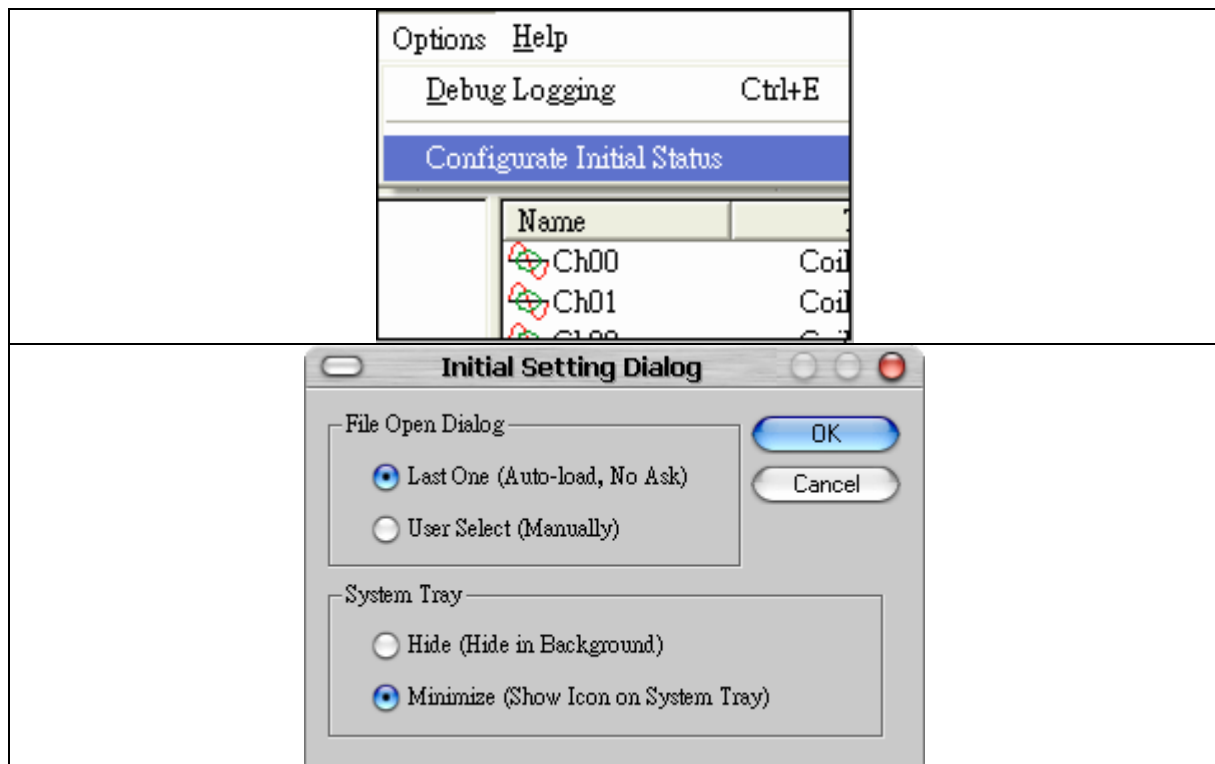 Options Help
Debug Logging Ctrl+E
Configurate Initial Status
Name
Ch00 Coil
Ch01 Coil
Initial Setting Dialog
File Open Dialog
OK
Last One (Auto-load, No Ask)
Cancel
User Select (Manually)
System Tray
Hide (Hide in Background)
Minimize (Show Icon on System Tray)